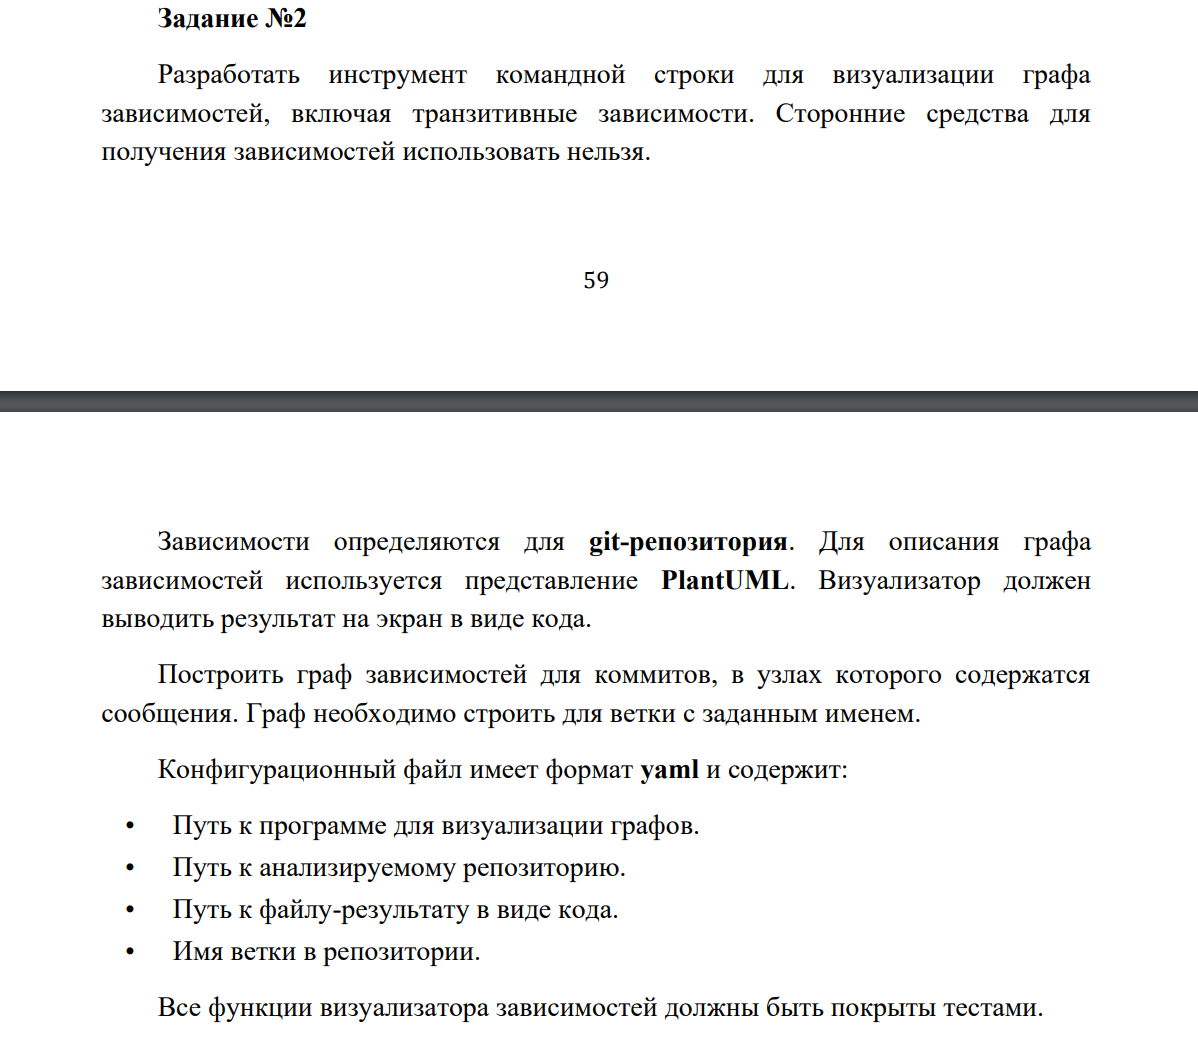 Задание №2
Разработать инструмент командной строки для визуализации графа
зависимостей, включая транзитивные зависимости. Сторонние средства для
получения зависимостей использовать нельзя.
59
Зависимости определяются для git-репозитория. Для описания графа
зависимостей используется представление PlantUML. Визуализатор должен
выводить результат на экран в виде кода.
Построить граф зависимостей для коммитов, в узлах которого содержатся
сообщения. Граф необходимо строить для ветки с заданным именем.
Конфигурационный файл имеет формат yaml и содержит:
• Путь к программе для визуализации графов.
• Путь к анализируемому репозиторию.
• Путь к файлу-результату в виде кода.
• Имя ветки в репозитории.
Все функции визуализатора зависимостей должны быть покрыты тестами.